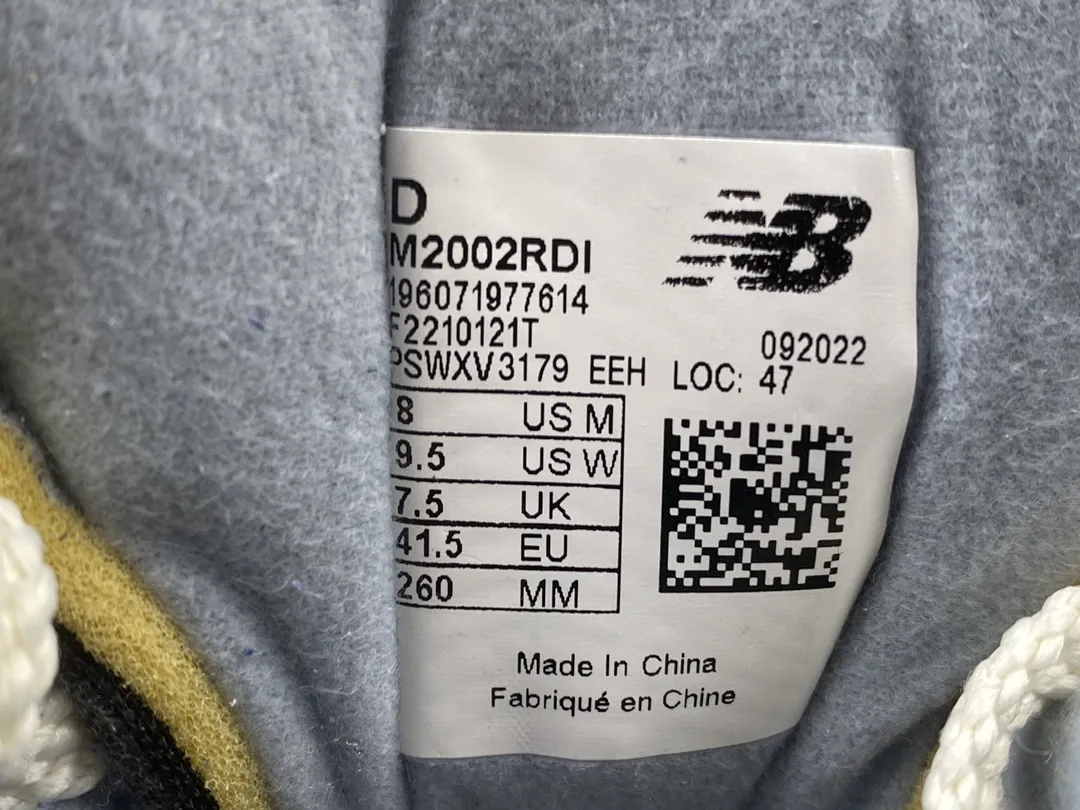 D
NB
M2002RDI
196071977614
F2210121T
092022
PSWXV3179 EEH LOC: 47
8 US M
9.5 US W
7.5 UK
41.5 EU
260 MM
Made In China
Fabriqué en Chine